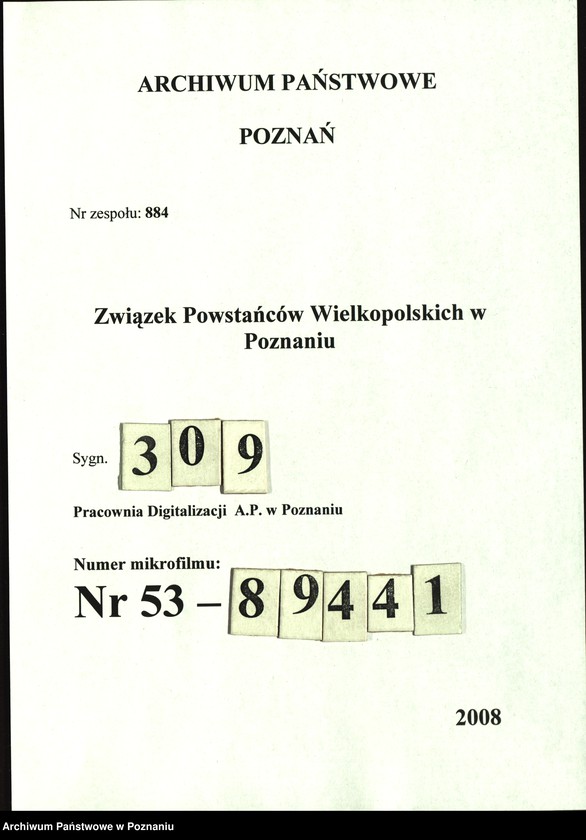 ARCHIWUM PAŃSTWOWE
POZNAŃ
Nr zespołu: 884
Związek Powstańców Wielkopolskich w
Poznaniu
Sygn. 309
Pracownia Digitalizacji A.P. w Poznaniu
Numer mikrofilmu:
Nr 53 – 89441
2008
Archiwum Państwowe w Poznaniu